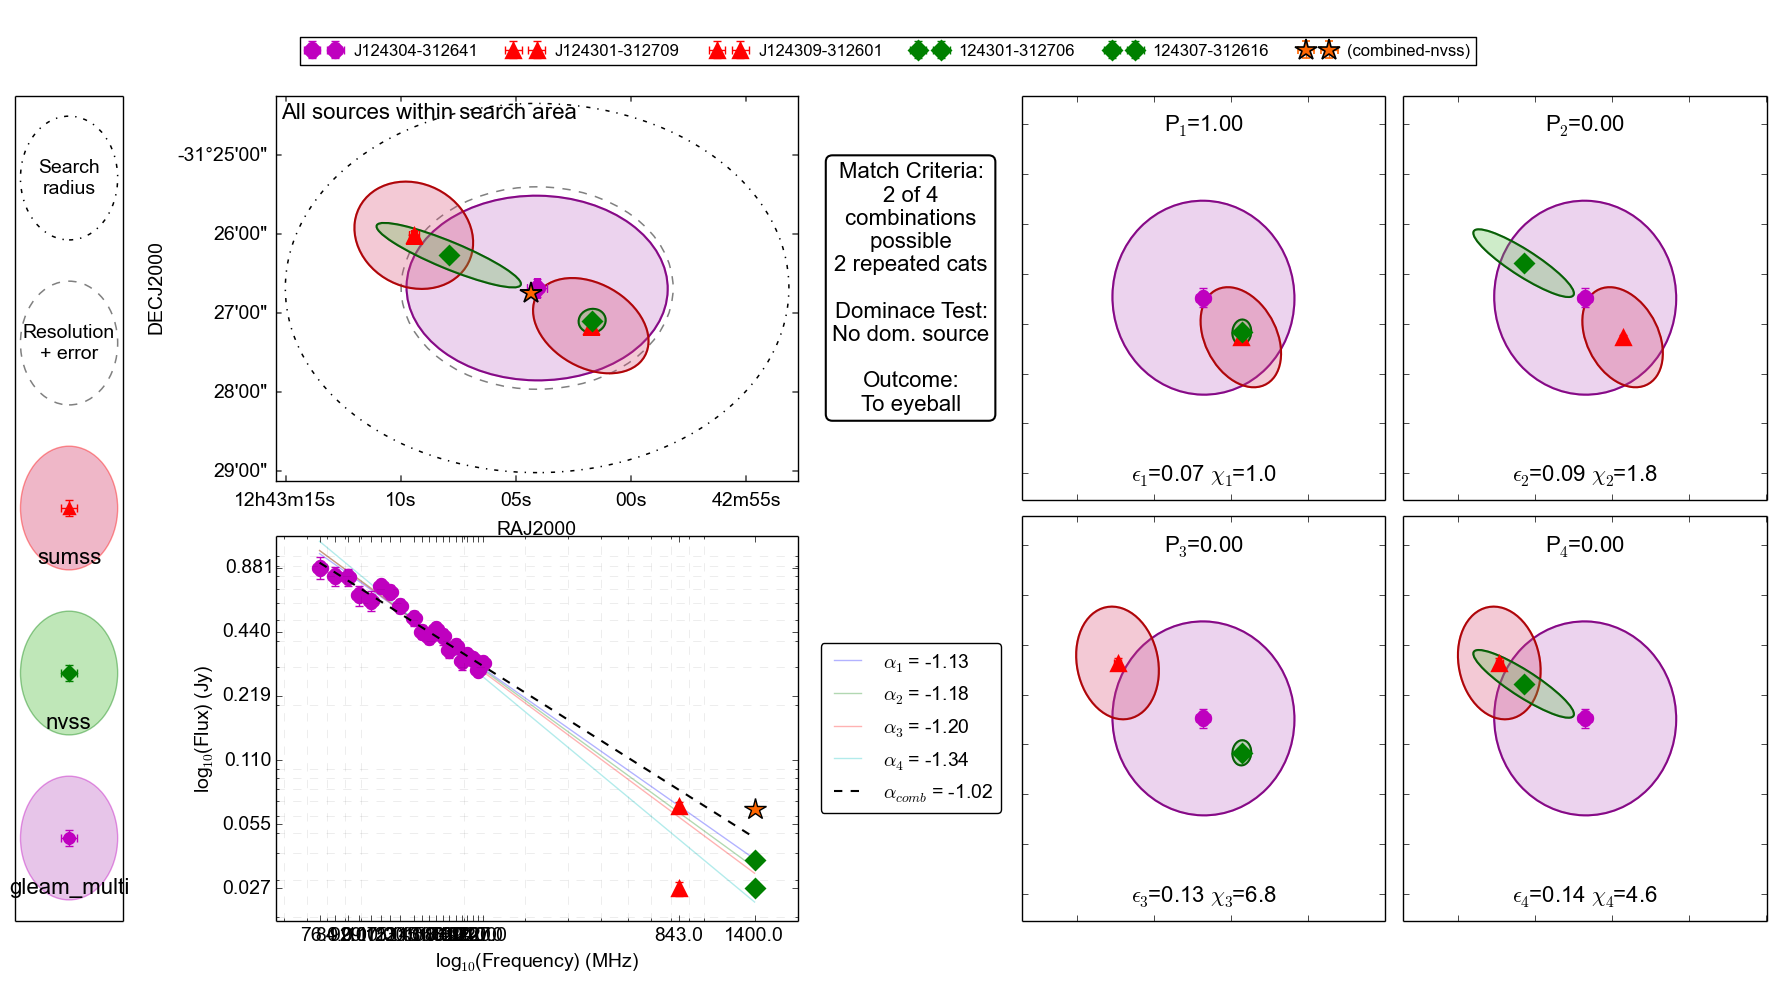 J124304-312641 J124301-312709 J124309-312601 124301-312706 124307-312616 (combined-nvss)
Search
radius
Resolution
+ error
sumss
nvss
gleam_multi
All sources within search area
DECJ2000
-31°25'00"
26'00"
27'00"
28'00"
29'00"
12h43m15s 10s 05s 00s 42m55s
RAJ2000
Match Criteria:
2 of 4
combinations
possible
2 repeated cats
Dominace Test:
No dom. source
Outcome:
To eyeball
P1=1.00
ϵ1=0.07 χ1=1.0
P2=0.00
ϵ2=0.09 χ2=1.8
P3=0.00
ϵ3=0.13 χ3=6.8
P4=0.00
ϵ4=0.14 χ4=4.6
log10(Flux) (Jy)
0.881
0.440
0.219
0.110
0.055
0.027
843.0 1400.0
log10(Frequency) (MHz)
α1 = -1.13
α2 = -1.18
α3 = -1.20
α4 = -1.34
αcomb = -1.02